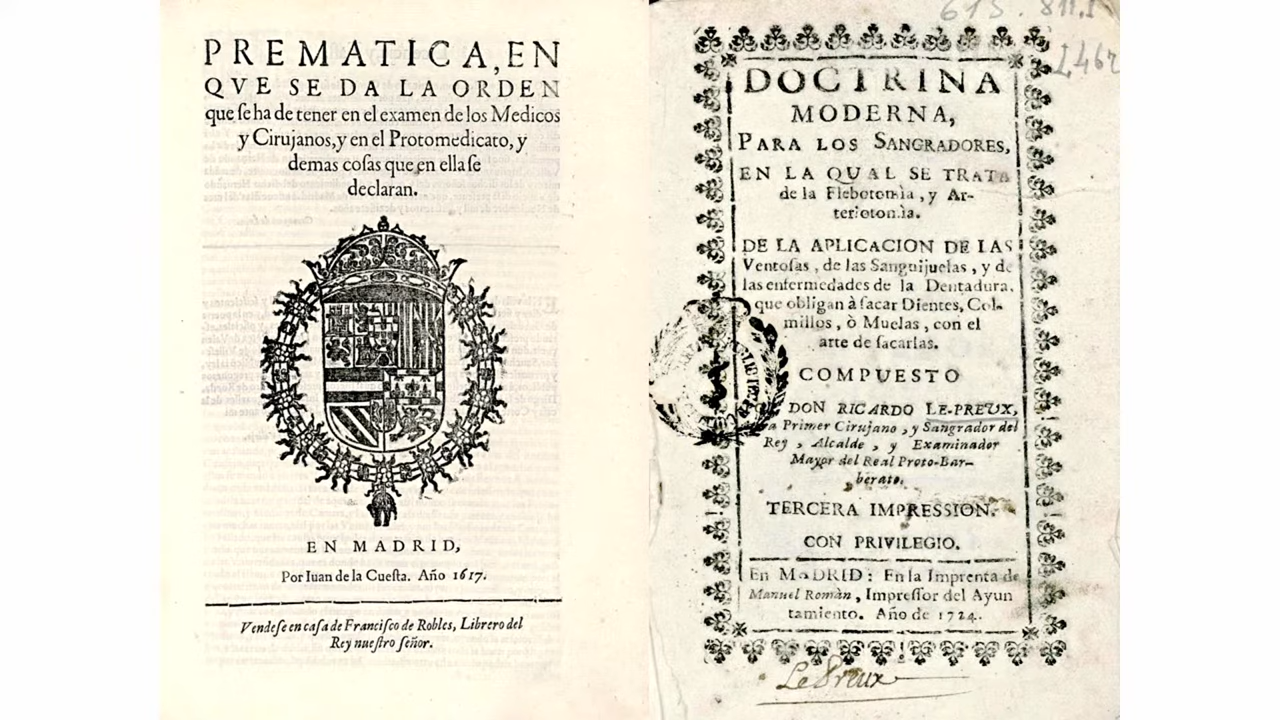 PREMATICA, EN
QVE SE DA LA ORDEN
que ſe ha de tener en el examen de los Medicos
y Cirujanos, y en el Protomedicato, y
demas coſas que en ella ſe
declaran.
EN MADRID,
Por Iuan de la Cueſta. Año 1617.
Vendeſe en caſa de Franciſco de Robles, Librero del
Rey nueſtro ſeñor.
615.811.1
L462
DOCTRINA
MODERNA,
PARA LOS SANGRADORES,
EN LA QUAL SE TRATA
de la Flebotomìa, y Ar-
teriotomia.
DE LA APLICACION DE LAS
Ventoſas, de las Sanguijuelas, y de
las enfermedades de la Dentadura,
que obligan à ſacar Dientes, Col-
millos, ò Muelas, con el
arte de ſacarlas.
COMPUESTO
DON RICARDO LE-PREUX,
Primer Cirujano, y Sangrador del
Rey, Alcalde, y Examinador
Mayor del Real Proto-Bar-
berato.
TERCERA IMPRESSION.
CON PRIVILEGIO.
En MADRID: En la Imprenta de
Manuel Romàn, Impreſſor del Ayun
tamiento. Año de 1724.
Le Preux